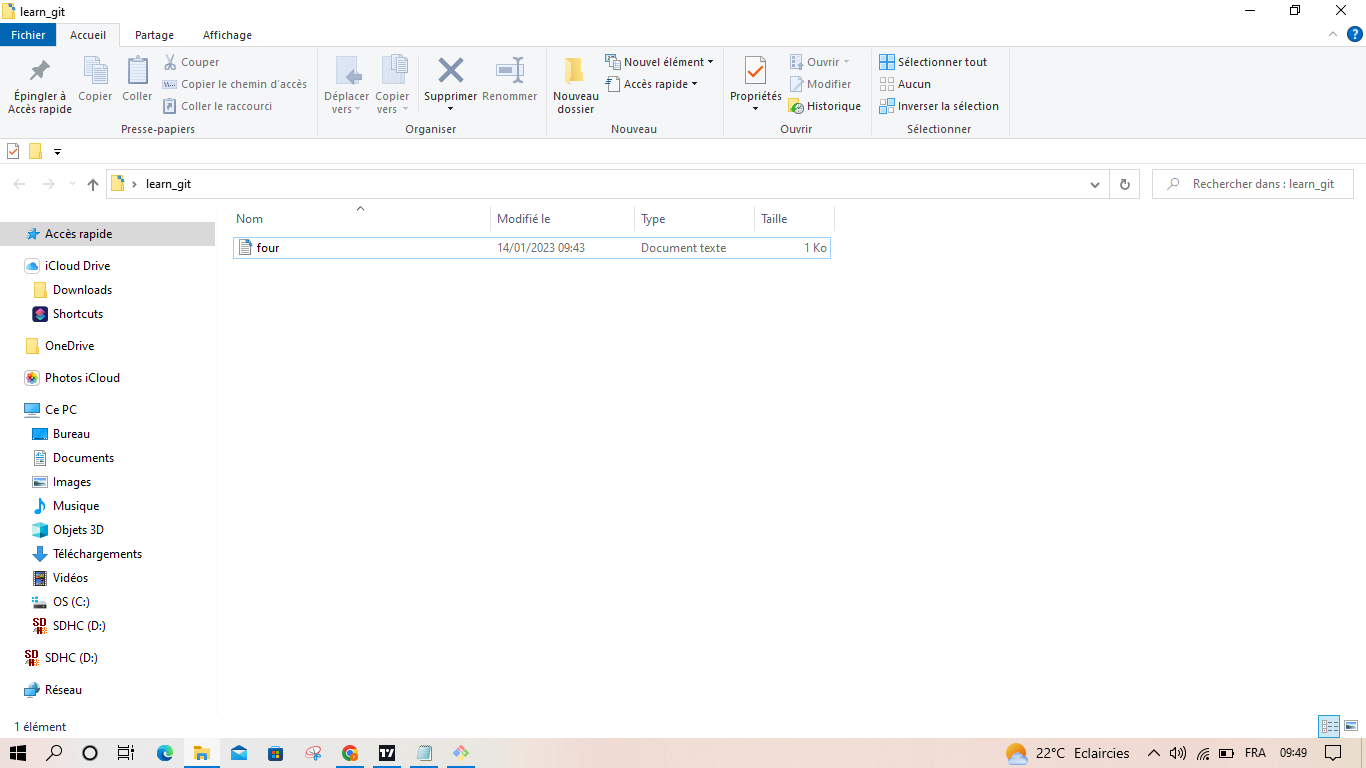 learn_git
Fichier Accueil Partage Affichage
Épingler à Accès rapide
Copier
Coller
Couper
Copier le chemin d'accès
Coller le raccourci
Presse-papiers
Déplacer vers
Copier vers
Supprimer
Renommer
Organiser
Nouveau dossier
Nouvel élément
Accès rapide
Nouveau
Propriétés
Ouvrir
Modifier
Historique
Ouvrir
Sélectionner tout
Aucun
Inverser la sélection
Sélectionner
learn_git
Rechercher dans : learn_git
Nom Modifié le Type Taille
four 14/01/2023 09:43 Document texte 1 Ko
Accès rapide
iCloud Drive
Downloads
Shortcuts
OneDrive
Photos iCloud
Ce PC
Bureau
Documents
Images
Musique
Objets 3D
Téléchargements
Vidéos
OS (C:)
SDHC (D:)
SDHC (D:)
Réseau
1 élément
22°C Eclaircies FRA 09:49